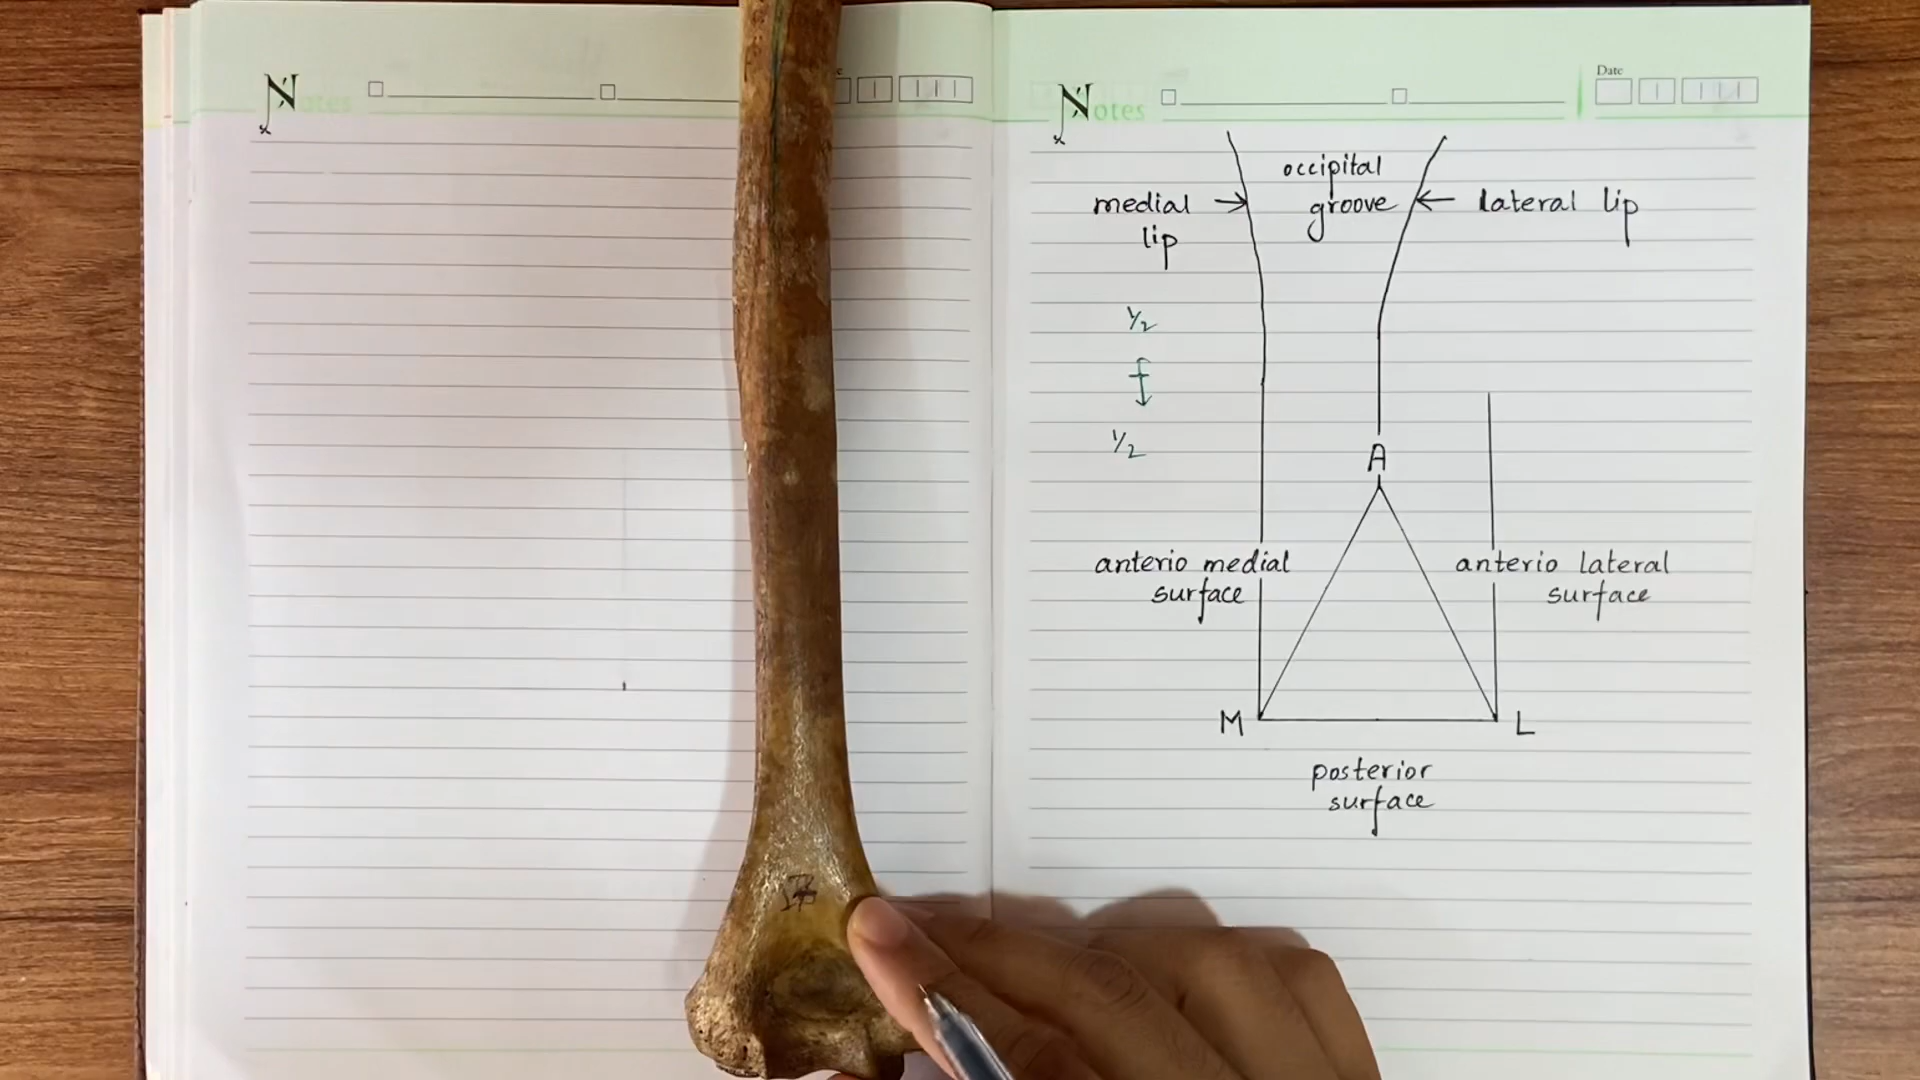 Notes
Notes
Date
occipital
groove
medial
lip
lateral lip
1/2
1/2
A
anterio medial
surface
anterio lateral
surface
M
L
posterior
surface